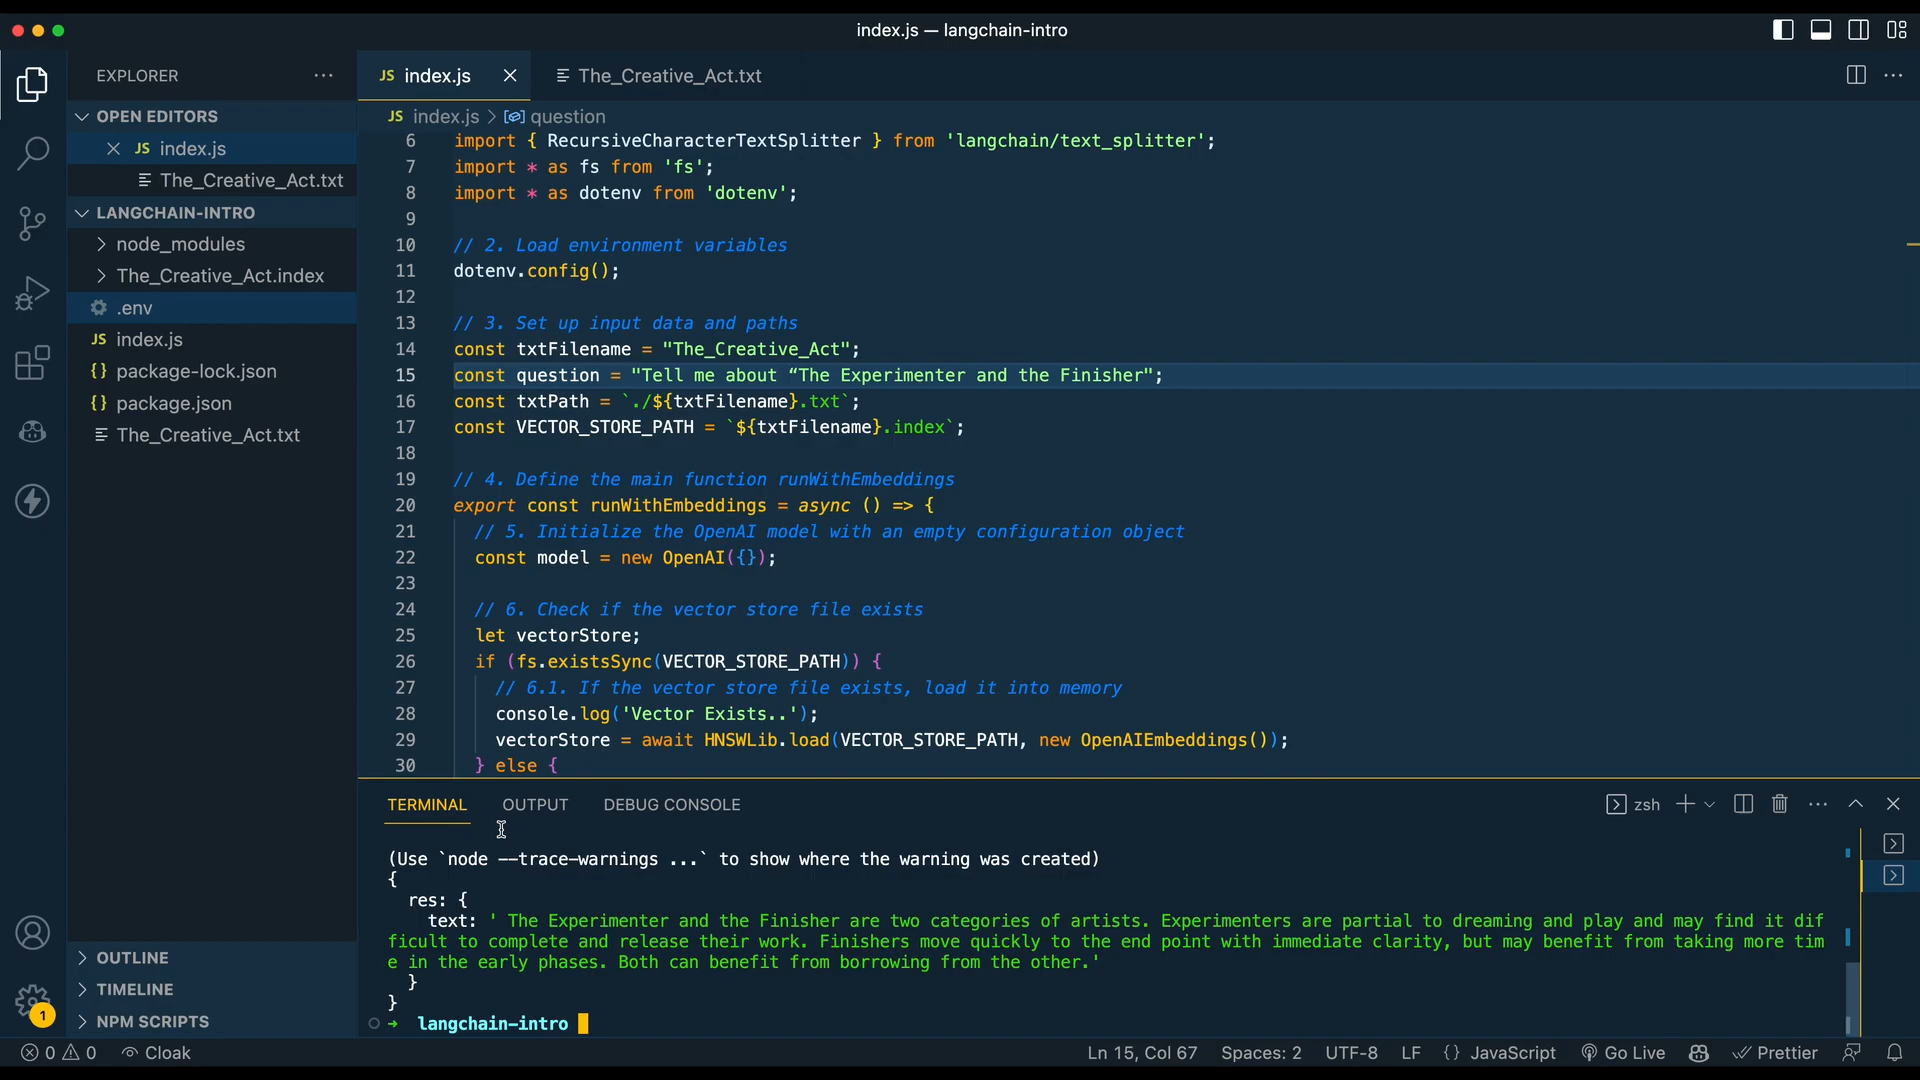 index.js — langchain-intro
EXPLORER
OPEN EDITORS
JS index.js
The_Creative_Act.txt
LANGCHAIN-INTRO
node_modules
The_Creative_Act.index
.env
JS index.js
{} package-lock.json
{} package.json
The_Creative_Act.txt
OUTLINE
TIMELINE
NPM SCRIPTS
1
JS index.js
The_Creative_Act.txt
JS index.js > question
6 import { RecursiveCharacterTextSplitter } from 'langchain/text_splitter';
7 import * as fs from 'fs';
8 import * as dotenv from 'dotenv';
9
10 // 2. Load environment variables
11 dotenv.config();
12
13 // 3. Set up input data and paths
14 const txtFilename = "The_Creative_Act";
15 const question = "Tell me about “The Experimenter and the Finisher";
16 const txtPath = `./${txtFilename}.txt`;
17 const VECTOR_STORE_PATH = `${txtFilename}.index`;
18
19 // 4. Define the main function runWithEmbeddings
20 export const runWithEmbeddings = async () => {
21 // 5. Initialize the OpenAI model with an empty configuration object
22 const model = new OpenAI({});
23
24 // 6. Check if the vector store file exists
25 let vectorStore;
26 if (fs.existsSync(VECTOR_STORE_PATH)) {
27 // 6.1. If the vector store file exists, load it into memory
28 console.log('Vector Exists..');
29 vectorStore = await HNSWLib.load(VECTOR_STORE_PATH, new OpenAIEmbeddings());
30 } else {
TERMINAL OUTPUT DEBUG CONSOLE
zsh
(Use `node --trace-warnings ...` to show where the warning was created)
{
res: {
text: ' The Experimenter and the Finisher are two categories of artists. Experimenters are partial to dreaming and play and may find it dif
ficult to complete and release their work. Finishers move quickly to the end point with immediate clarity, but may benefit from taking more tim
e in the early phases. Both can benefit from borrowing from the other.'
}
}
→ langchain-intro
0 0 Cloak
Ln 15, Col 67 Spaces: 2 UTF-8 LF {} JavaScript Go Live Prettier